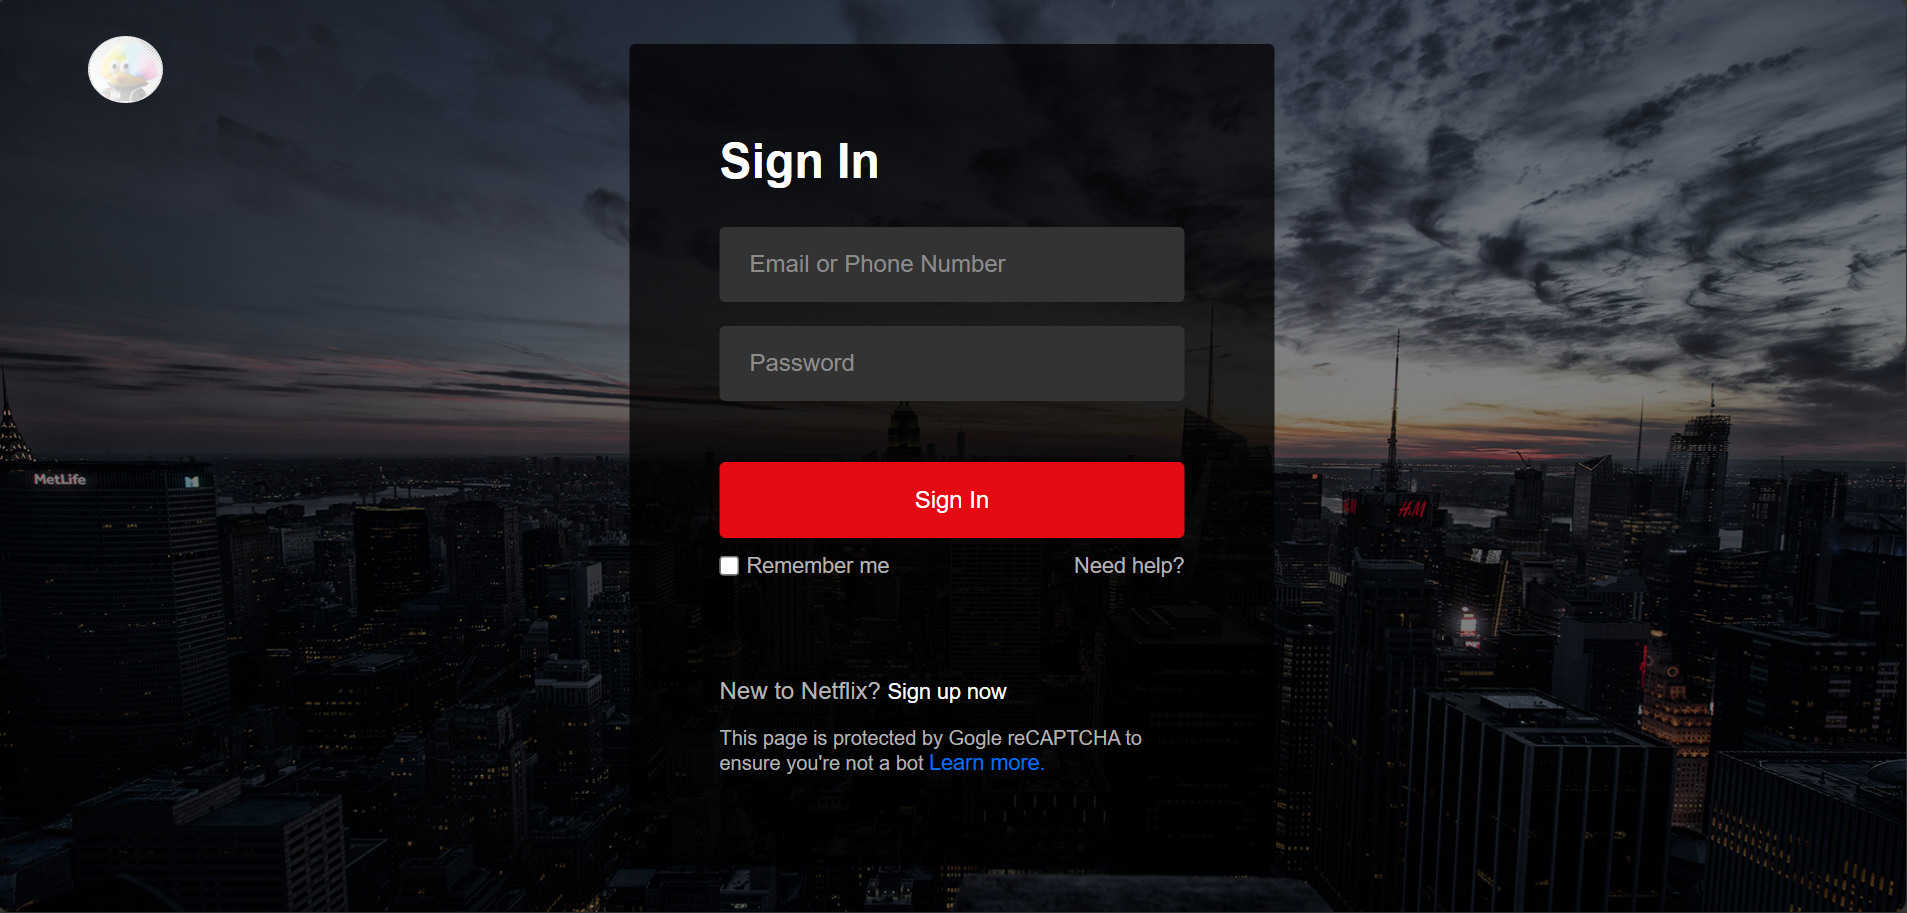 Sign In
Email or Phone Number
Password
Sign In
Remember me
Need help?
New to Netflix? Sign up now
This page is protected by Gogle reCAPTCHA to
ensure you're not a bot Learn more.
MetLife
H&M